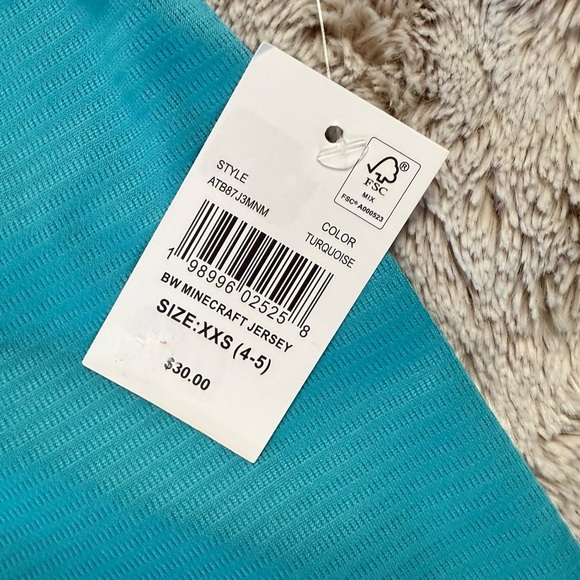 STYLE
ATB87J3MNM
COLOR
TURQUOISE
FSC®
MIX
FSC® A000523
1 98996 02525 8
BW MINECRAFT JERSEY
SIZE:XXS (4-5)
$30.00